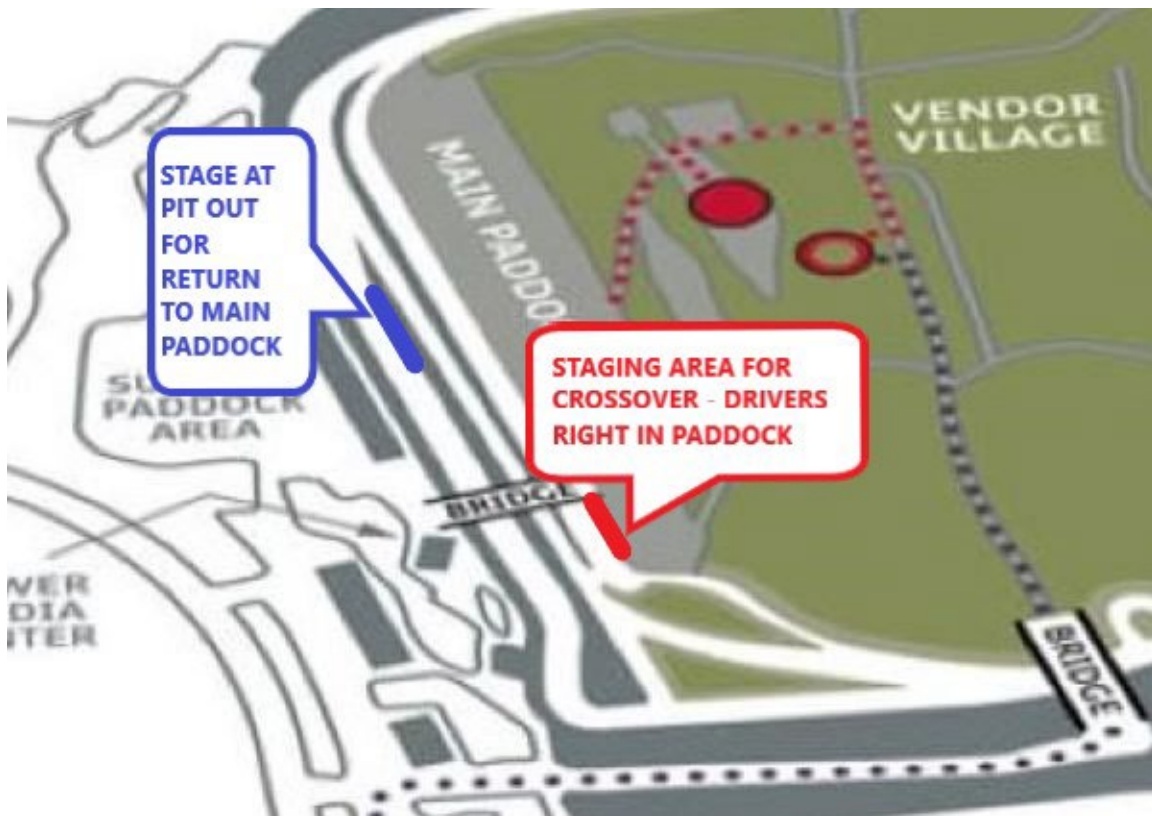 VENDOR
VILLAGE
STAGE AT
PIT OUT
FOR
RETURN
TO MAIN
PADDOCK
MAIN PADDO
STAGING AREA FOR
CROSSOVER - DRIVERS
RIGHT IN PADDOCK
PADDOCK
AREA
BRIDGE
BRIDGE